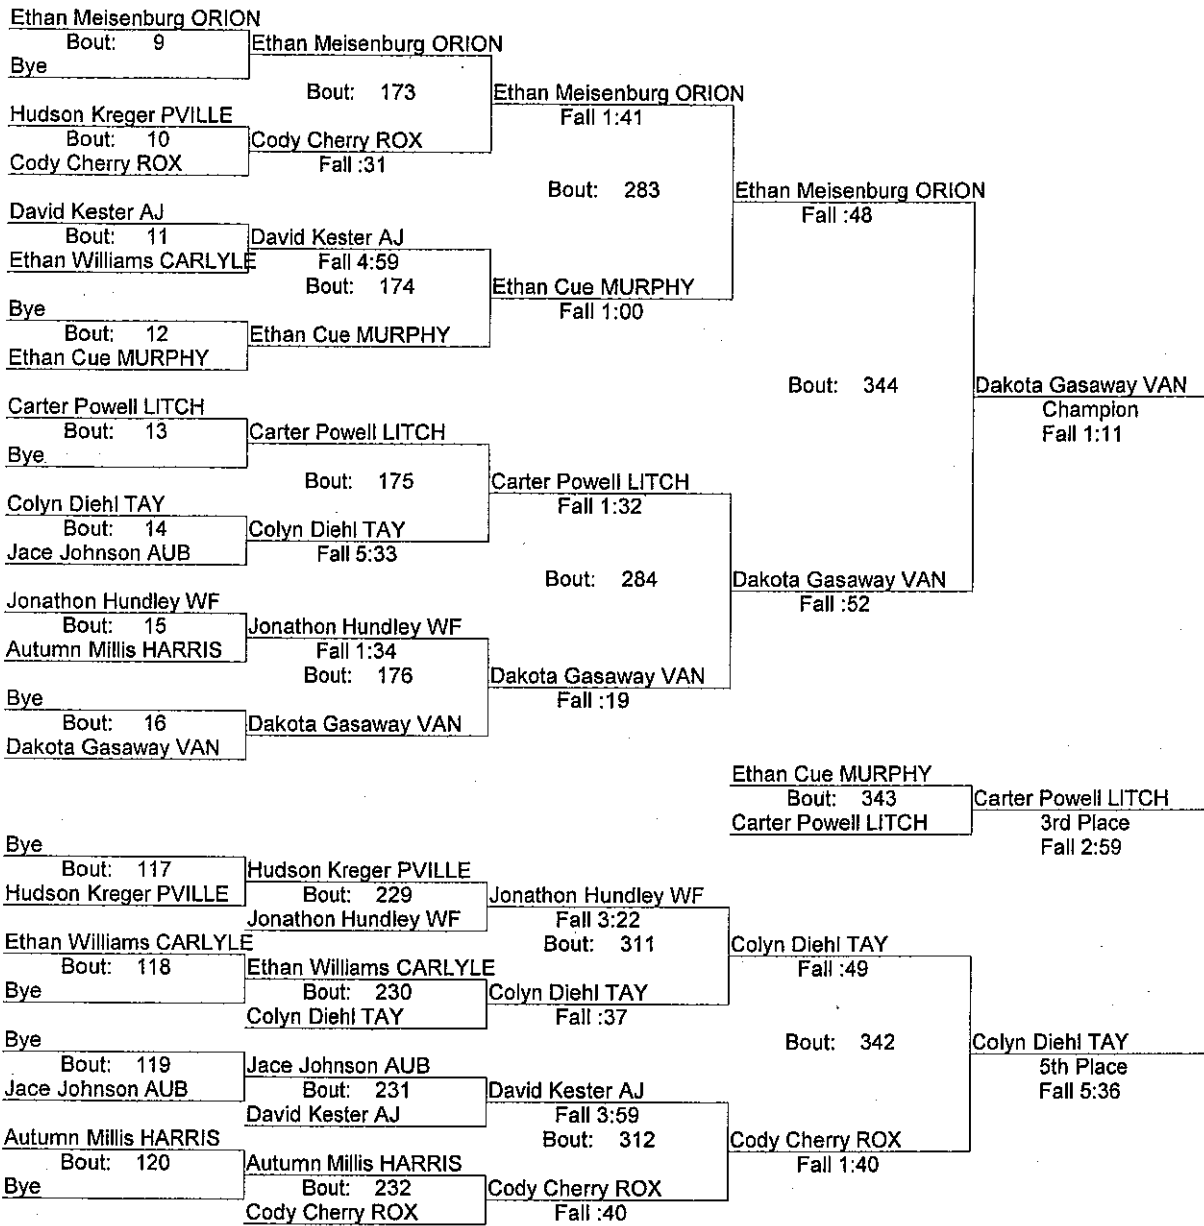 Ethan Meisenburg ORION
Bout: 9
Bye
Ethan Meisenburg ORION
Bout: 173
Hudson Kreger PVILLE
Bout: 10
Cody Cherry ROX
Cody Cherry ROX
Fall :31
Ethan Meisenburg ORION
Fall 1:41
Bout: 283
David Kester AJ
Bout: 11
Ethan Williams CARLYLE
David Kester AJ
Fall 4:59
Bout: 174
Bye
Bout: 12
Ethan Cue MURPHY
Ethan Cue MURPHY
Ethan Cue MURPHY
Fall 1:00
Ethan Meisenburg ORION
Fall :48
Bout: 344
Carter Powell LITCH
Bout: 13
Bye
Carter Powell LITCH
Bout: 175
Colyn Diehl TAY
Bout: 14
Jace Johnson AUB
Colyn Diehl TAY
Fall 5:33
Carter Powell LITCH
Fall 1:32
Bout: 284
Jonathon Hundley WF
Bout: 15
Autumn Millis HARRIS
Jonathon Hundley WF
Fall 1:34
Bout: 176
Bye
Bout: 16
Dakota Gasaway VAN
Dakota Gasaway VAN
Dakota Gasaway VAN
Fall :19
Dakota Gasaway VAN
Fall :52
Dakota Gasaway VAN
Champion
Fall 1:11
Ethan Cue MURPHY
Bout: 343
Carter Powell LITCH
Carter Powell LITCH
3rd Place
Fall 2:59
Bye
Bout: 117
Hudson Kreger PVILLE
Hudson Kreger PVILLE
Bout: 229
Jonathon Hundley WF
Jonathon Hundley WF
Fall 3:22
Bout: 311
Ethan Williams CARLYLE
Bout: 118
Bye
Ethan Williams CARLYLE
Bout: 230
Colyn Diehl TAY
Colyn Diehl TAY
Fall :37
Colyn Diehl TAY
Fall :49
Bout: 342
Bye
Bout: 119
Jace Johnson AUB
Jace Johnson AUB
Bout: 231
David Kester AJ
David Kester AJ
Fall 3:59
Bout: 312
Autumn Millis HARRIS
Bout: 120
Bye
Autumn Millis HARRIS
Bout: 232
Cody Cherry ROX
Cody Cherry ROX
Fall :40
Cody Cherry ROX
Fall 1:40
Colyn Diehl TAY
5th Place
Fall 5:36